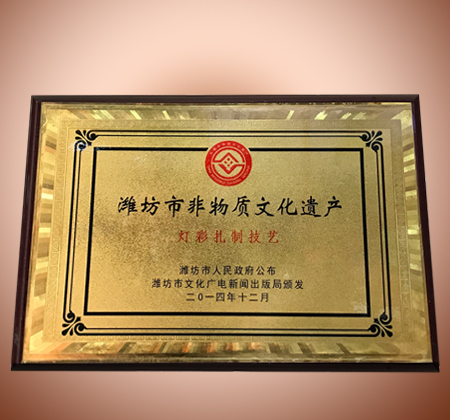 潍坊市非物质文化遗产
灯彩扎制技艺
潍坊市人民政府公布
潍坊市文化广电新闻出版局颁发
二0一四年十二月